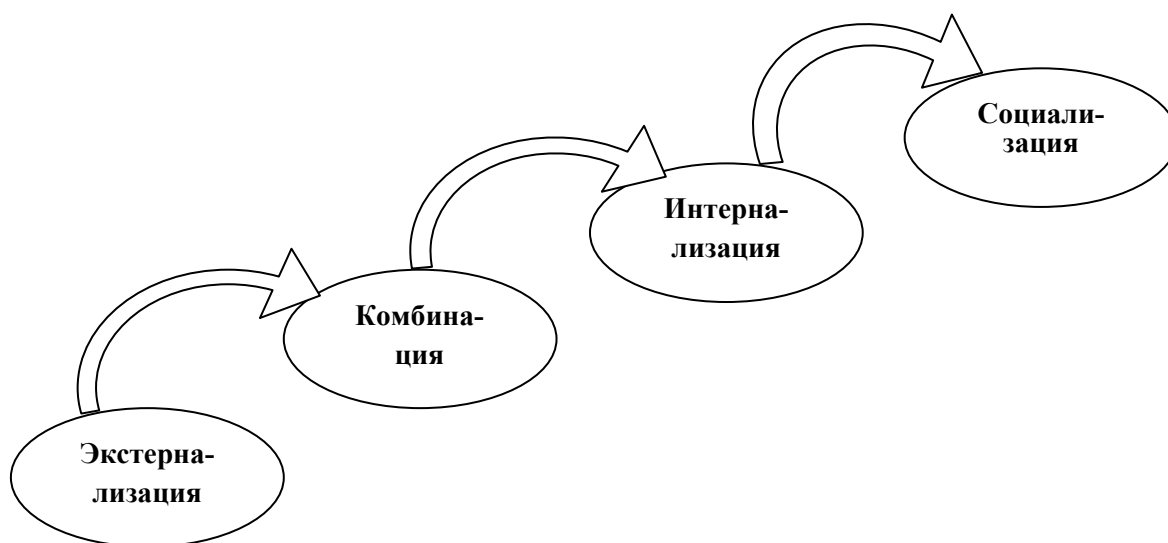 Социали-
зация
Интерна-
лизация
Комбина-
ция
Экстерна-
лизация